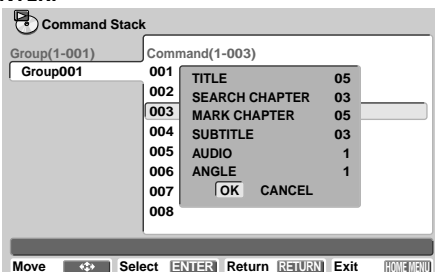 Command Stack
Group(1-001) Command(1-003)
Group001
001
002
003
004
005
006
007
008
TITLE 05
SEARCH CHAPTER 03
MARK CHAPTER 05
SUBTITLE 03
AUDIO 1
ANGLE 1
OK CANCEL
Move Select ENTER Return RETURN Exit HOME MENU